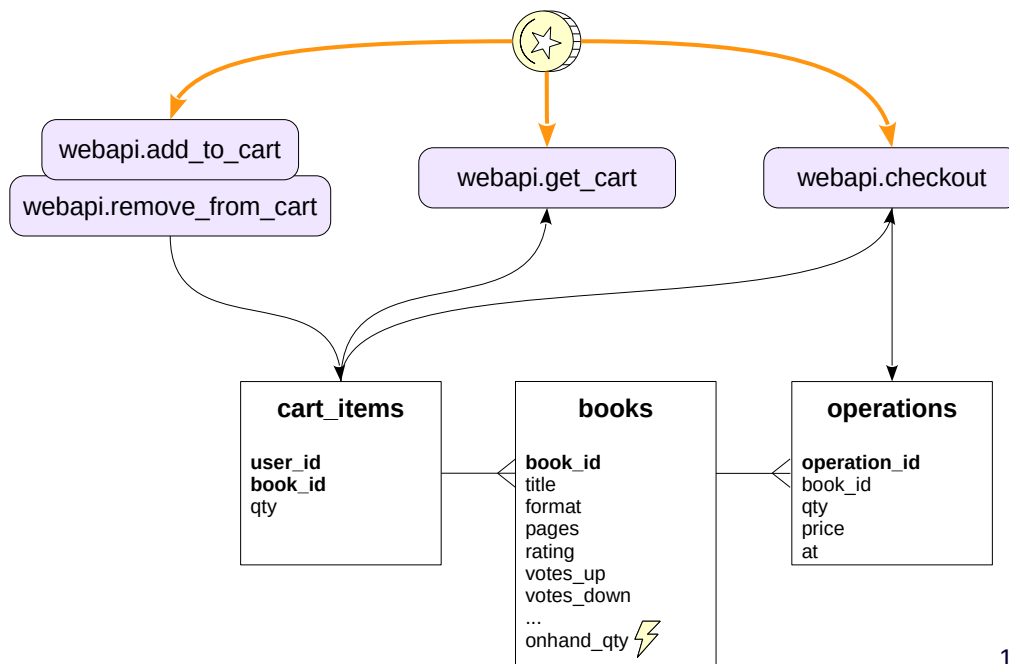 webapi.add_to_cart
webapi.remove_from_cart
webapi.get_cart
webapi.checkout
cart_items
user_id
book_id
qty
books
book_id
title
format
pages
rating
votes_up
votes_down
...
onhand_qty
operations
operation_id
book_id
qty
price
at
1